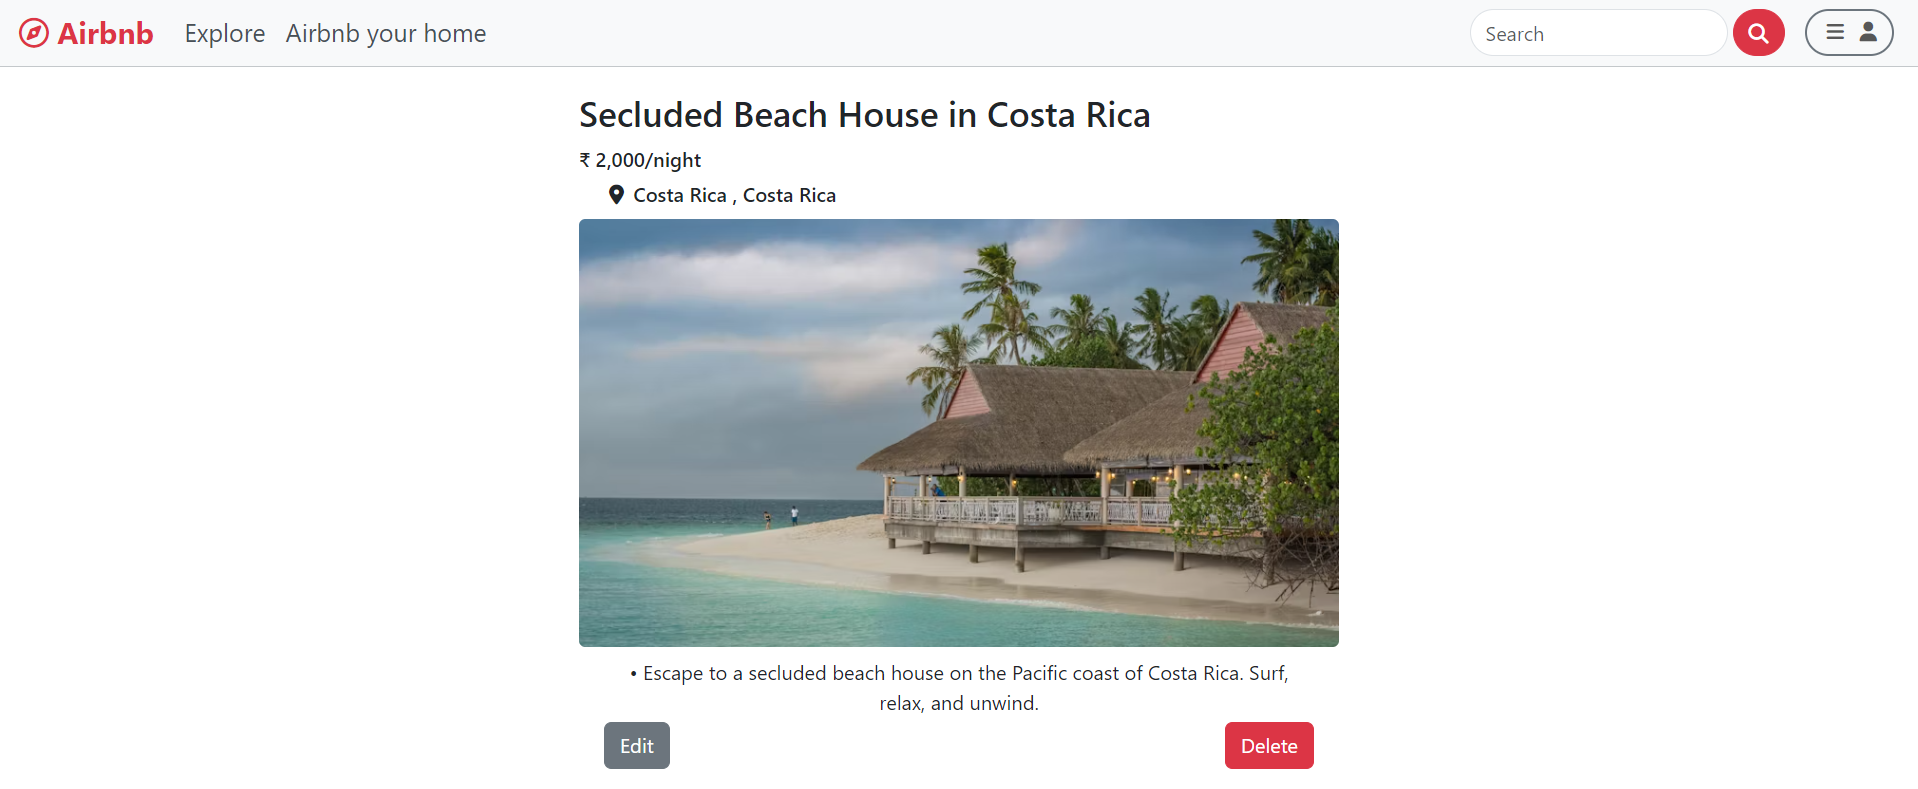 Airbnb Explore Airbnb your home Search
Secluded Beach House in Costa Rica
₹ 2,000/night
Costa Rica , Costa Rica
• Escape to a secluded beach house on the Pacific coast of Costa Rica. Surf,
relax, and unwind.
Edit Delete